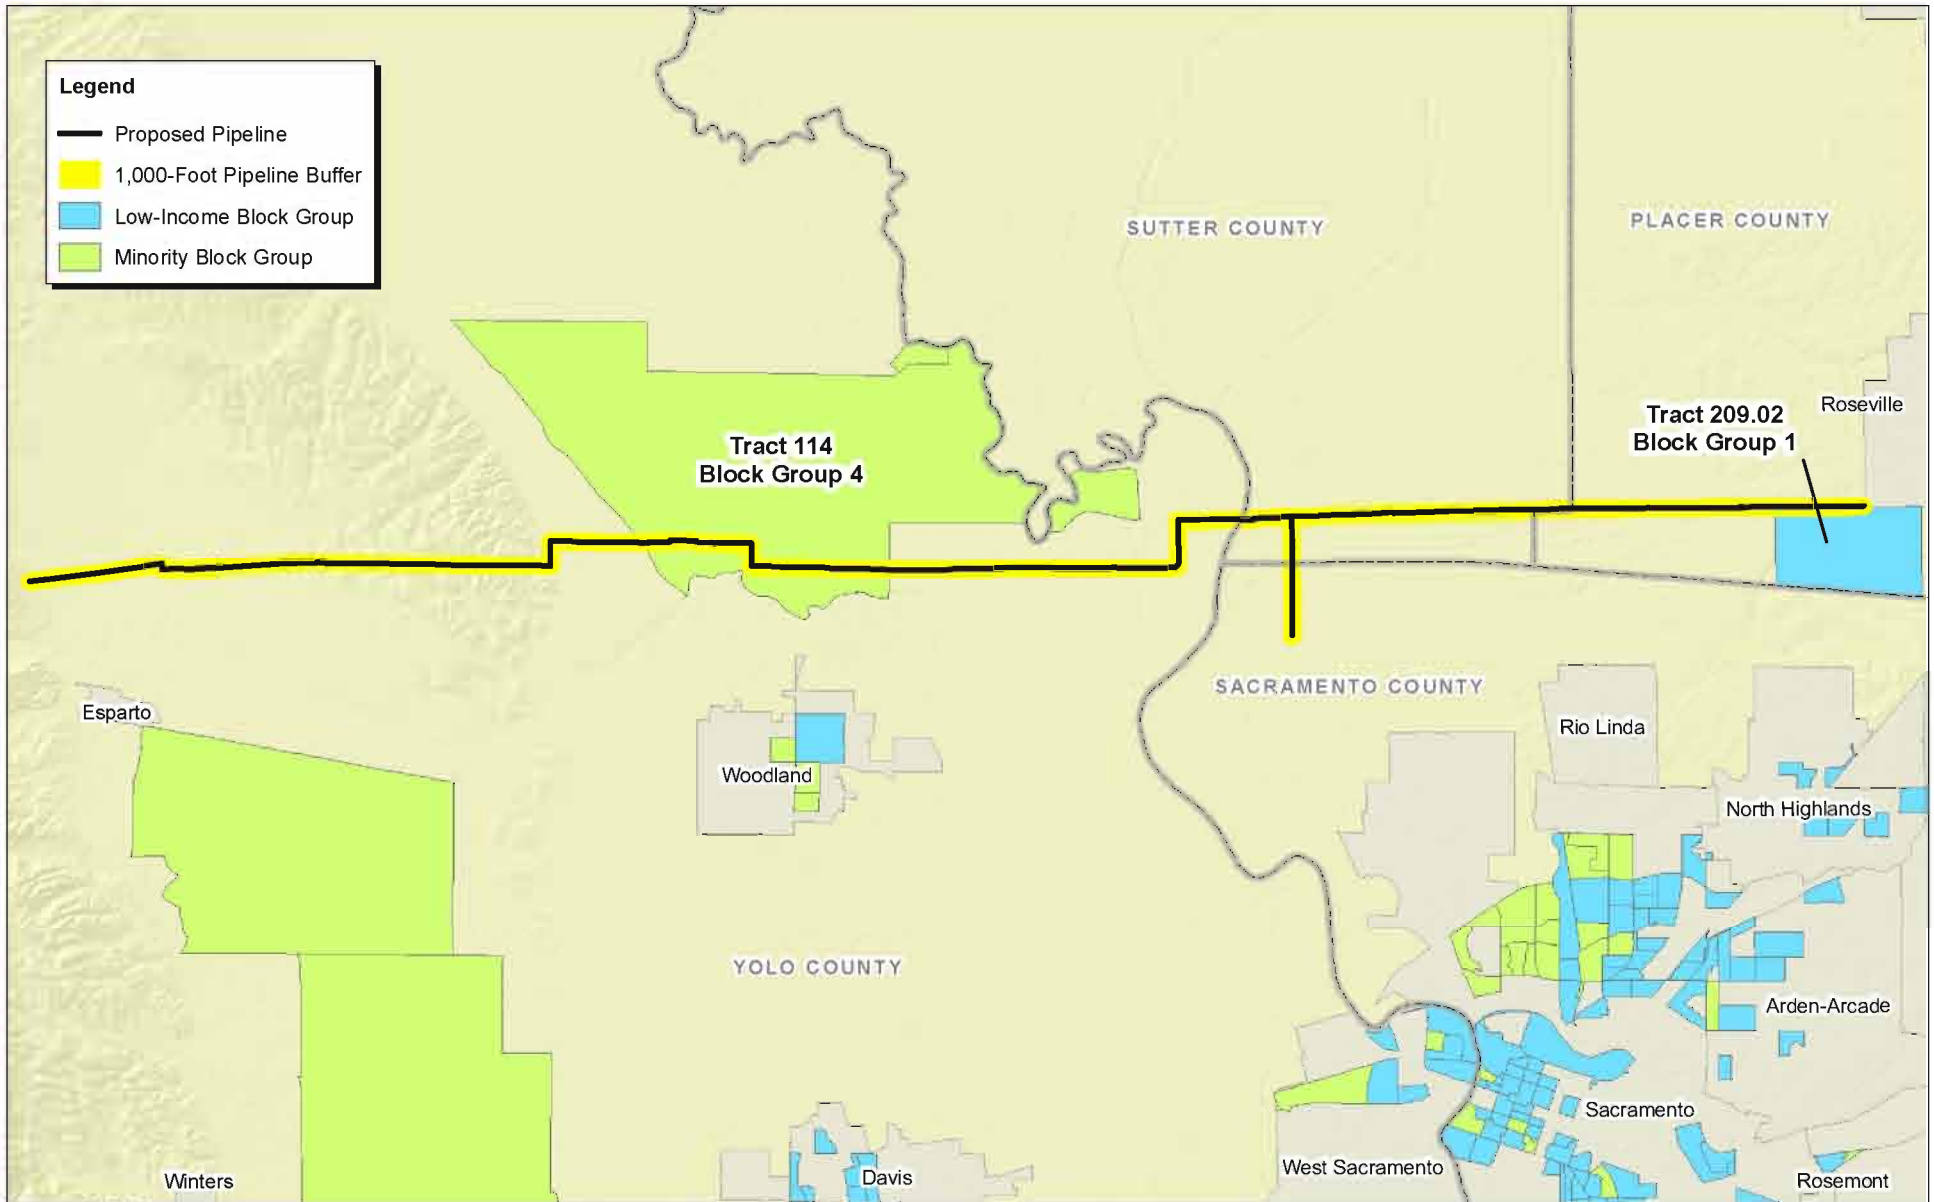 Legend
Proposed Pipeline
1,000-Foot Pipeline Buffer
Low-Income Block Group
Minority Block Group
SUTTER COUNTY
PLACER COUNTY
Roseville
Tract 209.02
Block Group 1
Tract 114
Block Group 4
SACRAMENTO COUNTY
Esparto
Rio Linda
Woodland
North Highlands
YOLO COUNTY
Arden-Arcade
Sacramento
West Sacramento
Davis
Winters
Rosemont